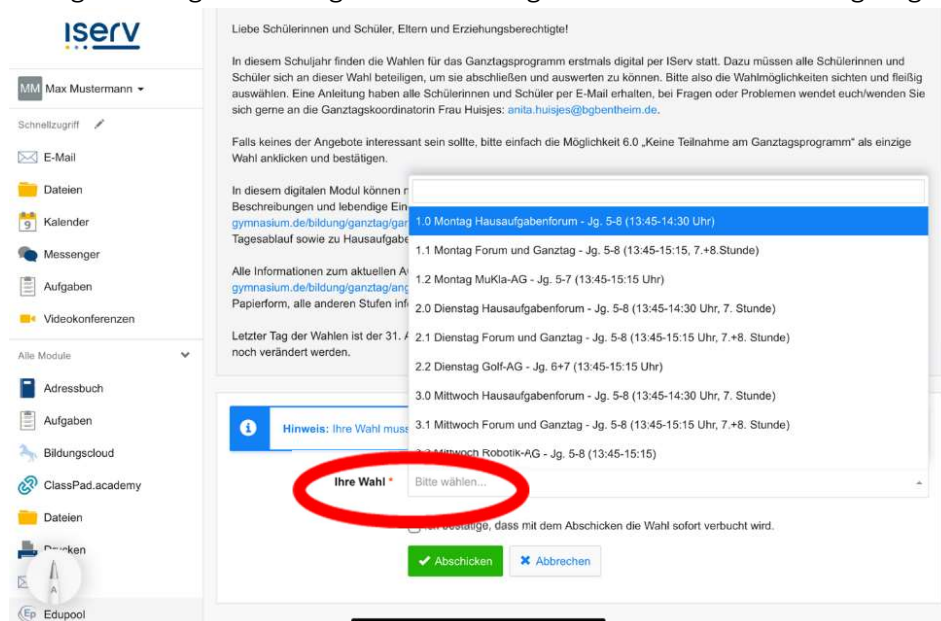 IServ
MM Max Mustermann
Schnellzugriff
E-Mail
Dateien
9 Kalender
Messenger
Aufgaben
Videokonferenzen
Alle Module
Adressbuch
Aufgaben
Bildungscloud
ClassPad.academy
Dateien
Drucken
A
Ep Edupool
Liebe Schülerinnen und Schüler, Eltern und Erziehungsberechtigte!
In diesem Schuljahr finden die Wahlen für das Ganztagsprogramm erstmals digital per IServ statt. Dazu müssen alle Schülerinnen und
Schüler sich an dieser Wahl beteiligen, um sie abschließen und auswerten zu können. Bitte also die Wahlmöglichkeiten sichten und fleißig
auswählen. Eine Anleitung haben alle Schülerinnen und Schüler per E-Mail erhalten, bei Fragen oder Problemen wendet euch/wenden Sie
sich gerne an die Ganztagskoordinatorin Frau Huisjes: anita.huisjes@bgbentheim.de.
Falls keines der Angebote interessant sein sollte, bitte einfach die Möglichkeit 6.0 „Keine Teilnahme am Ganztagsprogramm" als einzige
Wahl anklicken und bestätigen.
In diesem digitalen Modul können
Beschreibungen und lebendige
gymnasium.de/bildung/ganztag/
Tagesablauf sowie zu
Alle Informationen zum aktuellen
gymnasium.de/bildung/ganztag/
Papierform, alle anderen Stufen
Letzter Tag der Wahlen ist der 31.
noch verändert werden.
1.0 Montag Hausaufgabenforum - Jg. 5-8 (13:45-14:30 Uhr)
1.1 Montag Forum und Ganztag - Jg. 5-8 (13:45-15:15, 7.+8.Stunde)
1.2 Montag MuKla-AG - Jg. 5-7 (13:45-15:15 Uhr)
2.0 Dienstag Hausaufgabenforum - Jg. 5-8 (13:45-14:30 Uhr, 7. Stunde)
2.1 Dienstag Forum und Ganztag - Jg. 5-8 (13:45-15:15 Uhr, 7.+8. Stunde)
2.2 Dienstag Golf-AG - Jg. 6+7 (13:45-15:15 Uhr)
3.0 Mittwoch Hausaufgabenforum - Jg. 5-8 (13:45-14:30 Uhr, 7. Stunde)
3.1 Mittwoch Forum und Ganztag - Jg. 5-8 (13:45-15:15 Uhr, 7.+8. Stunde)
Mittwoch Robotik-AG - Jg. 5-8 (13:45-15:15)
Hinweis: Ihre Wahl
Ihre Wahl *
Bitte wählen...
bestätige, dass mit dem Abschicken die Wahl sofort verbucht wird.
Abschicken
Abbrechen